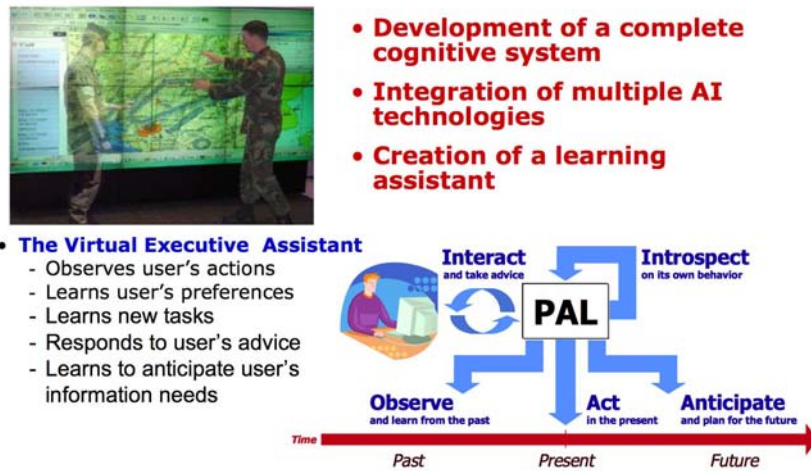 • Development of a complete
cognitive system
• Integration of multiple AI
technologies
• Creation of a learning
assistant
• The Virtual Executive Assistant
- Observes user's actions
- Learns user's preferences
- Learns new tasks
- Responds to user's advice
- Learns to anticipate user's
information needs
Interact
and take advice
Introspect
on its own behavior
PAL
Observe
and learn from the past
Act
in the present
Anticipate
and plan for the future
Time
Past
Present
Future